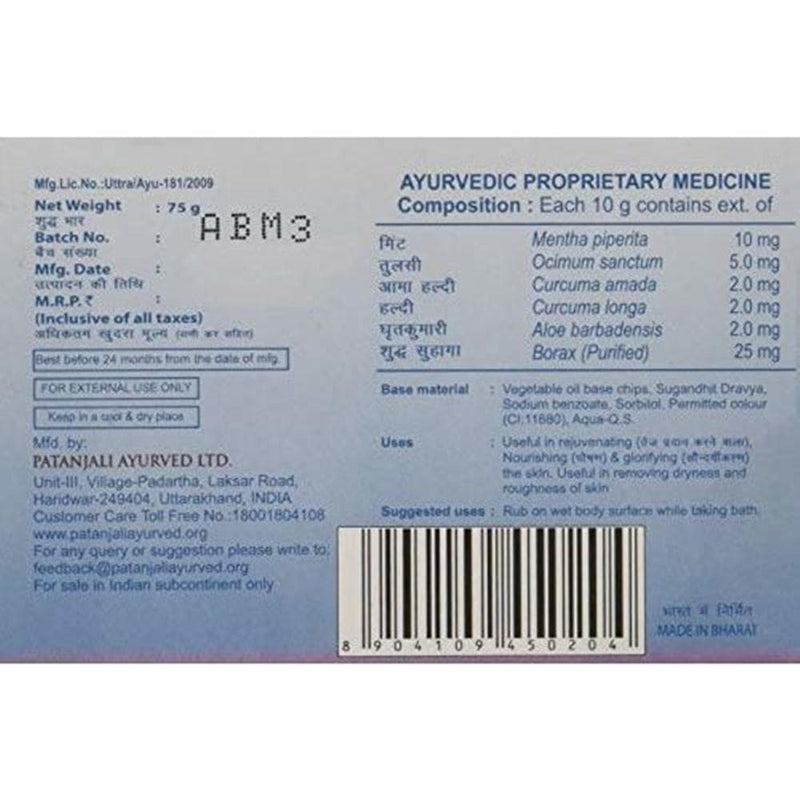 Mfg.Lic.No.:Uttra/Ayu-181/2009
Net Weight : 75 g
शुद्ध भार
Batch No. :
ABM3
बैच संख्या
Mfg. Date :
उत्पादन की तिथि
M.R.P. ₹ :
(Inclusive of all taxes)
अधिकतम खुदरा मूल्य (सभी कर सहित)
Best before 24 months from the date of mfg.
FOR EXTERNAL USE ONLY
Keep in a cool & dry place
Mfd. by:
PATANJALI AYURVED LTD.
Unit-III, Village-Padartha, Laksar Road,
Haridwar-249404, Uttarakhand, INDIA
Customer Care Toll Free No.:18001804108
www.patanjaliayurved.org
For any query or suggestion please write to:
feedback@patanjaliayurved.org
For sale in Indian subcontinent only
AYURVEDIC PROPRIETARY MEDICINE
Composition : Each 10 g contains ext. of
मिंट Mentha piperita 10 mg
तुलसी Ocimum sanctum 5.0 mg
आमा हल्दी Curcuma amada 2.0 mg
हल्दी Curcuma longa 2.0 mg
घृतकुमारी Aloe barbadensis 2.0 mg
शुद्ध सुहागा Borax (Purified) 25 mg
Base material : Vegetable oil base chips, Sugandhit Dravya,
Sodium benzoate, Sorbitol, Permitted colour
(CI:11680), Aqua-Q.S.
Uses : Useful in rejuvenating (तेज प्रदान करने वाला),
Nourishing (पोषण) & glorifying (सौन्दर्यीकरण)
the skin. Useful in removing dryness and
roughness of skin
Suggested uses : Rub on wet body surface while taking bath.
8 904109 450204
भारत में निर्मित
MADE IN BHARAT